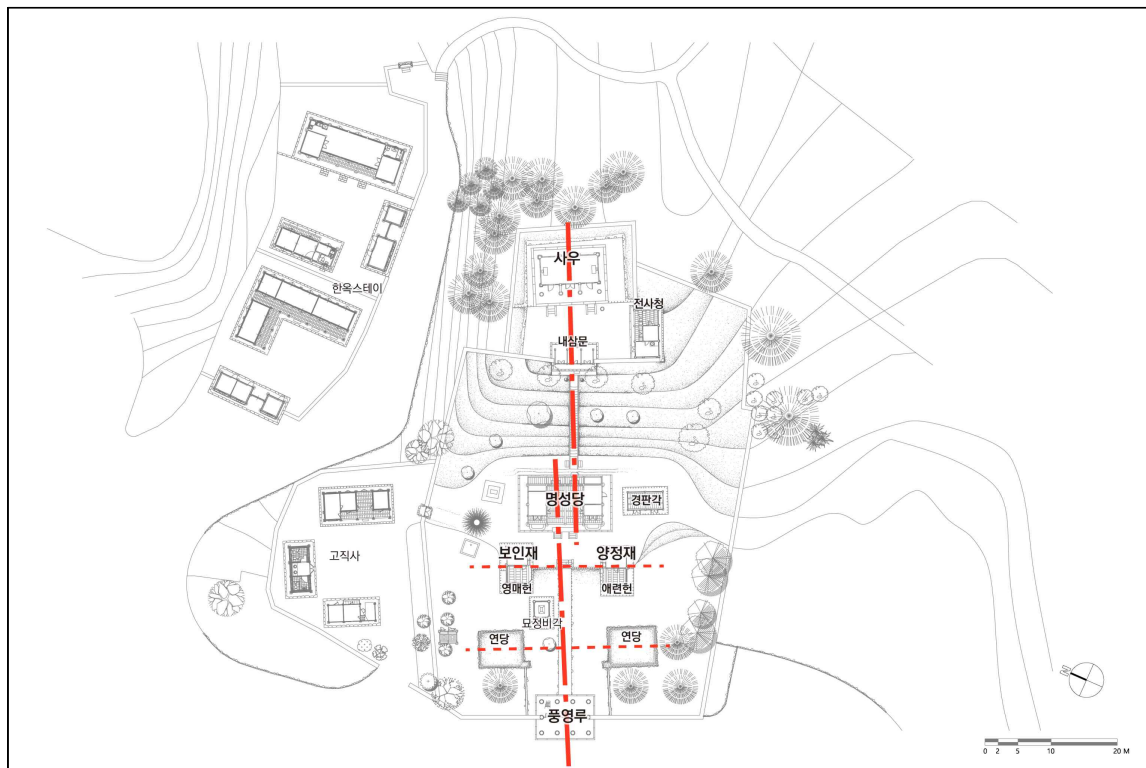 사우
한옥스테이
전사청
내삼문
명성당
경판각
보인재
양정재
고직사
영매헌
애련헌
묘정비각
연당
연당
풍영루
N
0 2 5 10 20 M